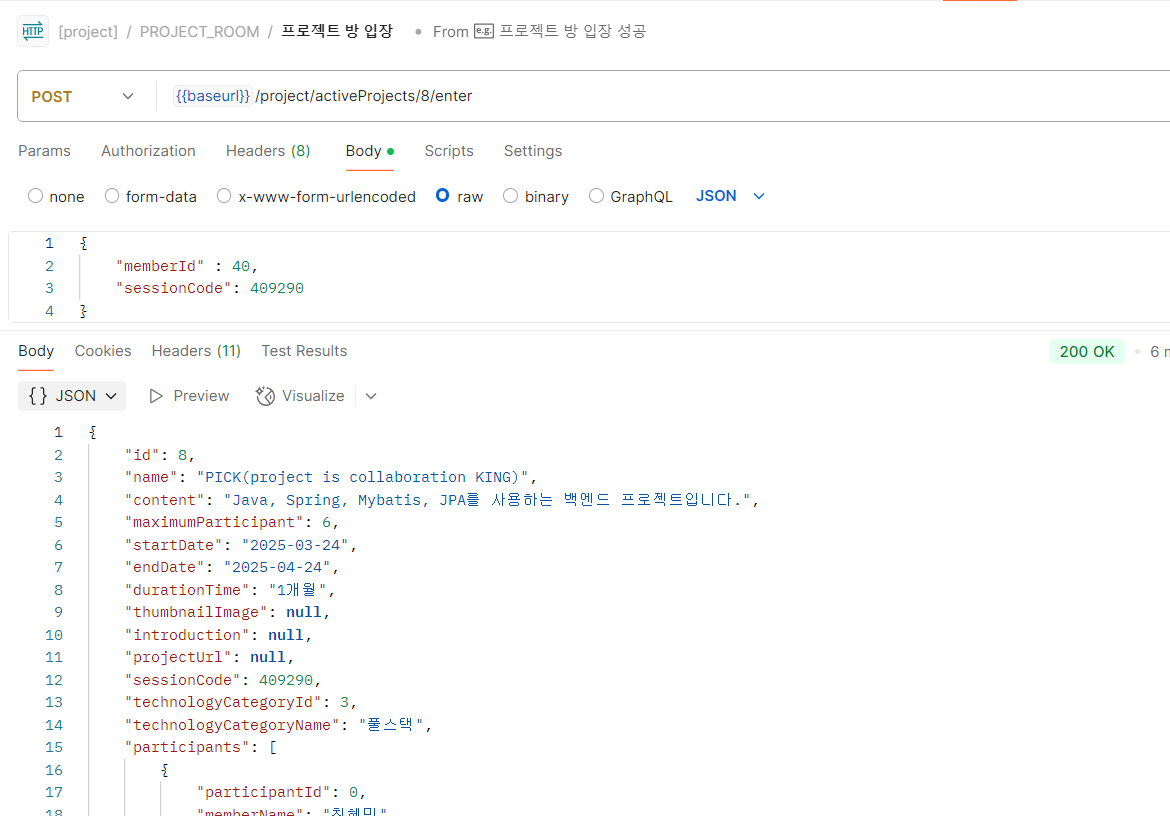 HTTP [project] / PROJECT_ROOM / 프로젝트 방 입장 • From e.g. 프로젝트 방 입장 성공
POST {{baseurl}} /project/activeProjects/8/enter
Params Authorization Headers (8) Body Scripts Settings
none form-data x-www-form-urlencoded raw binary GraphQL JSON
1 {
2 "memberId" : 40,
3 "sessionCode": 409290
4 }
Body Cookies Headers (11) Test Results 200 OK • 6
{} JSON Preview Visualize
1 {
2 "id": 8,
3 "name": "PICK(project is collaboration KING)",
4 "content": "Java, Spring, Mybatis, JPA를 사용하는 백엔드 프로젝트입니다.",
5 "maximumParticipant": 6,
6 "startDate": "2025-03-24",
7 "endDate": "2025-04-24",
8 "durationTime": "1개월",
9 "thumbnailImage": null,
10 "introduction": null,
11 "projectUrl": null,
12 "sessionCode": 409290,
13 "technologyCategoryId": 3,
14 "technologyCategoryName": "풀스택",
15 "participants": [
16 {
17 "participantId": 0,
18 "memberName":